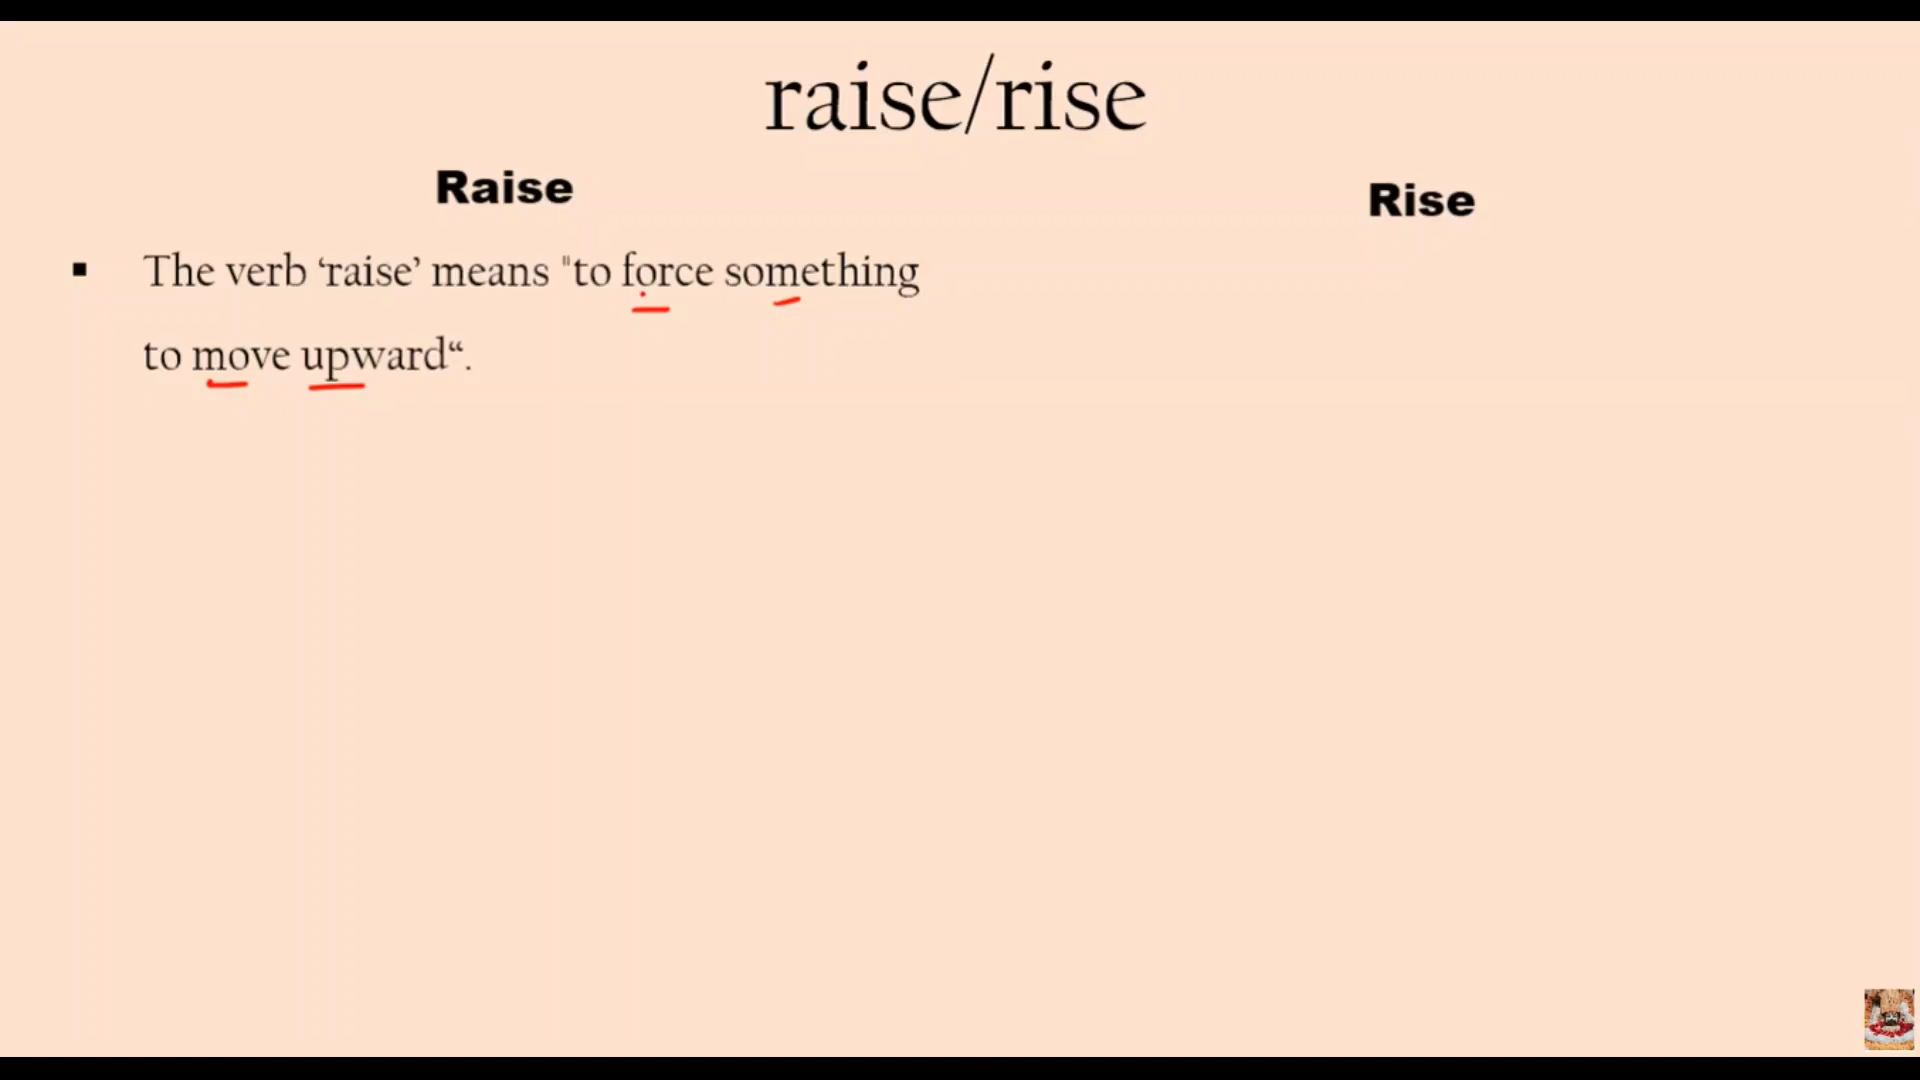 raise/rise
Raise
Rise
▪ The verb ‘raise’ means "to force something
to move upward“.